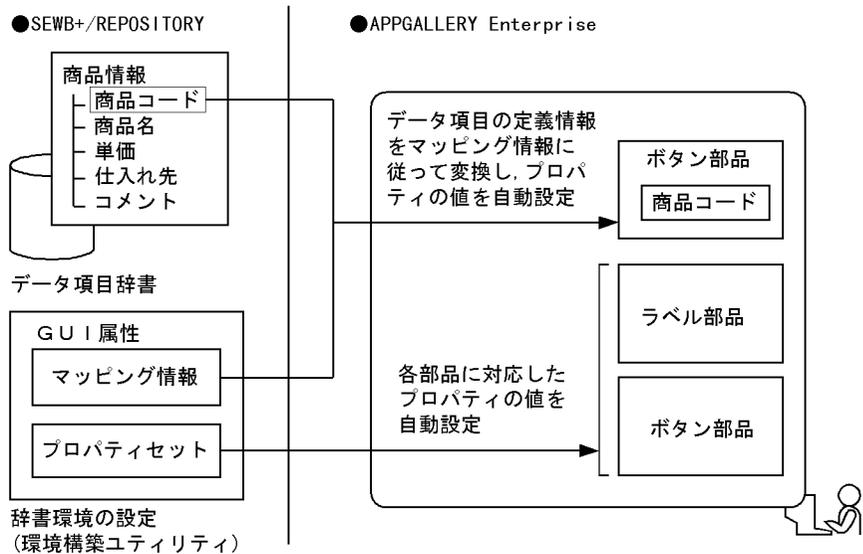 ●SEWB+/REPOSITORY
商品情報
商品コード
商品名
単価
仕入れ先
コメント
データ項目辞書
ＧＵＩ属性
マッピング情報
プロパティセット
辞書環境の設定
（環境構築ユティリティ）
●APPGALLERY Enterprise
データ項目の定義情報
をマッピング情報に
従って変換し，プロパ
ティの値を自動設定
ボタン部品
商品コード
各部品に対応した
プロパティの値を
自動設定
ラベル部品
ボタン部品